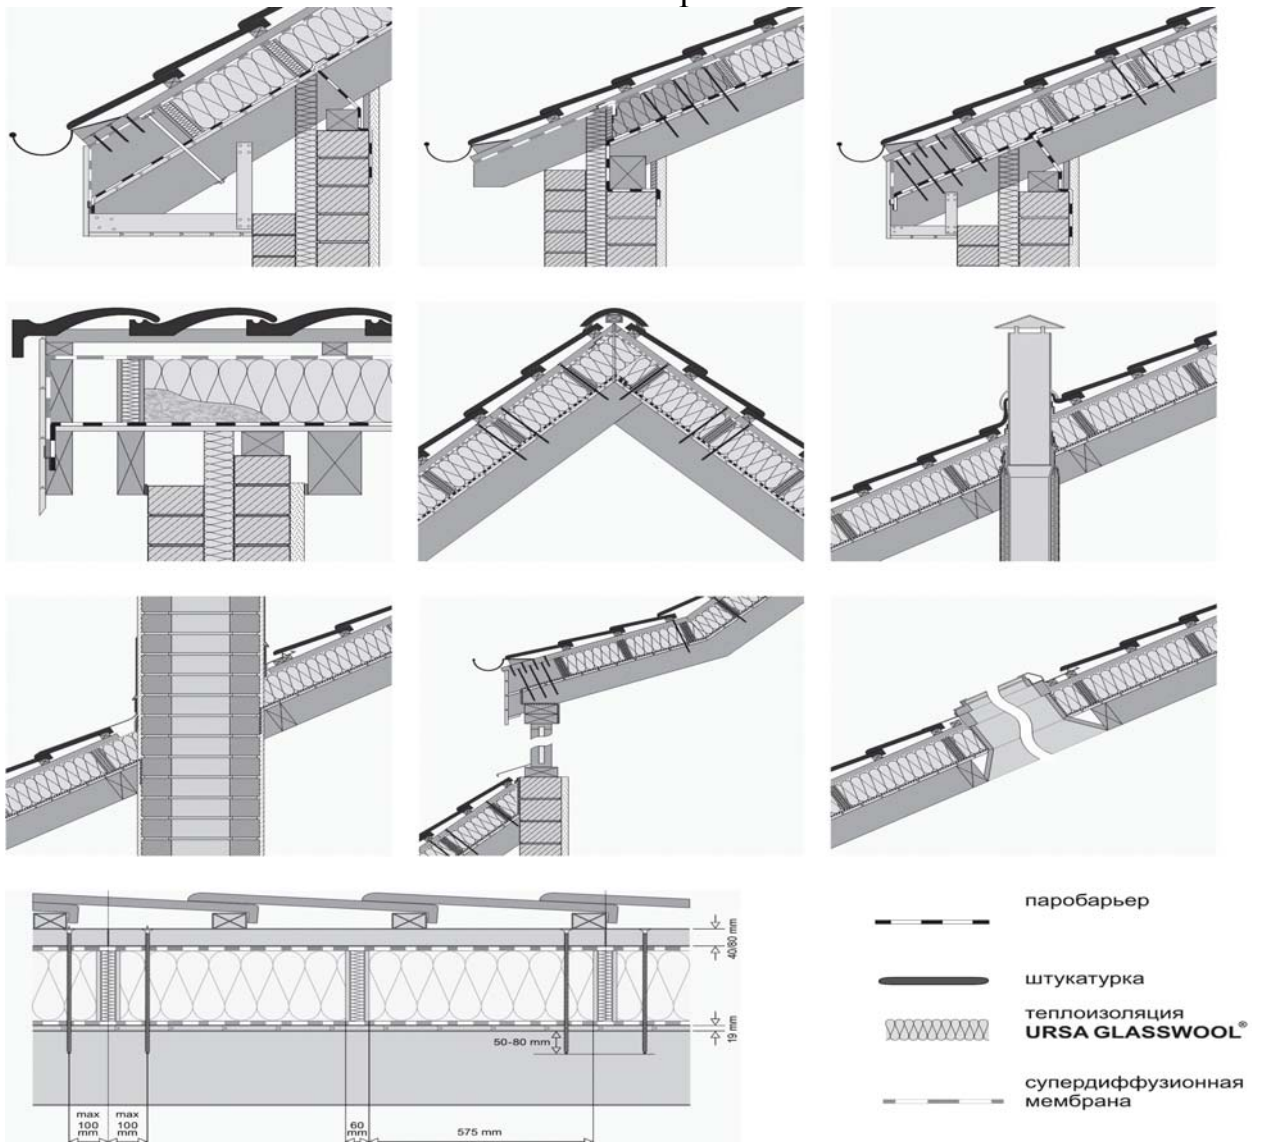 р
40/80 mm
19 mm
50-80 mm
max
100
mm
max
100
mm
60
mm
575 mm
паробарьер
штукатурка
теплоизоляция
URSA GLASSWOOL®
супердиффузионная
мембрана